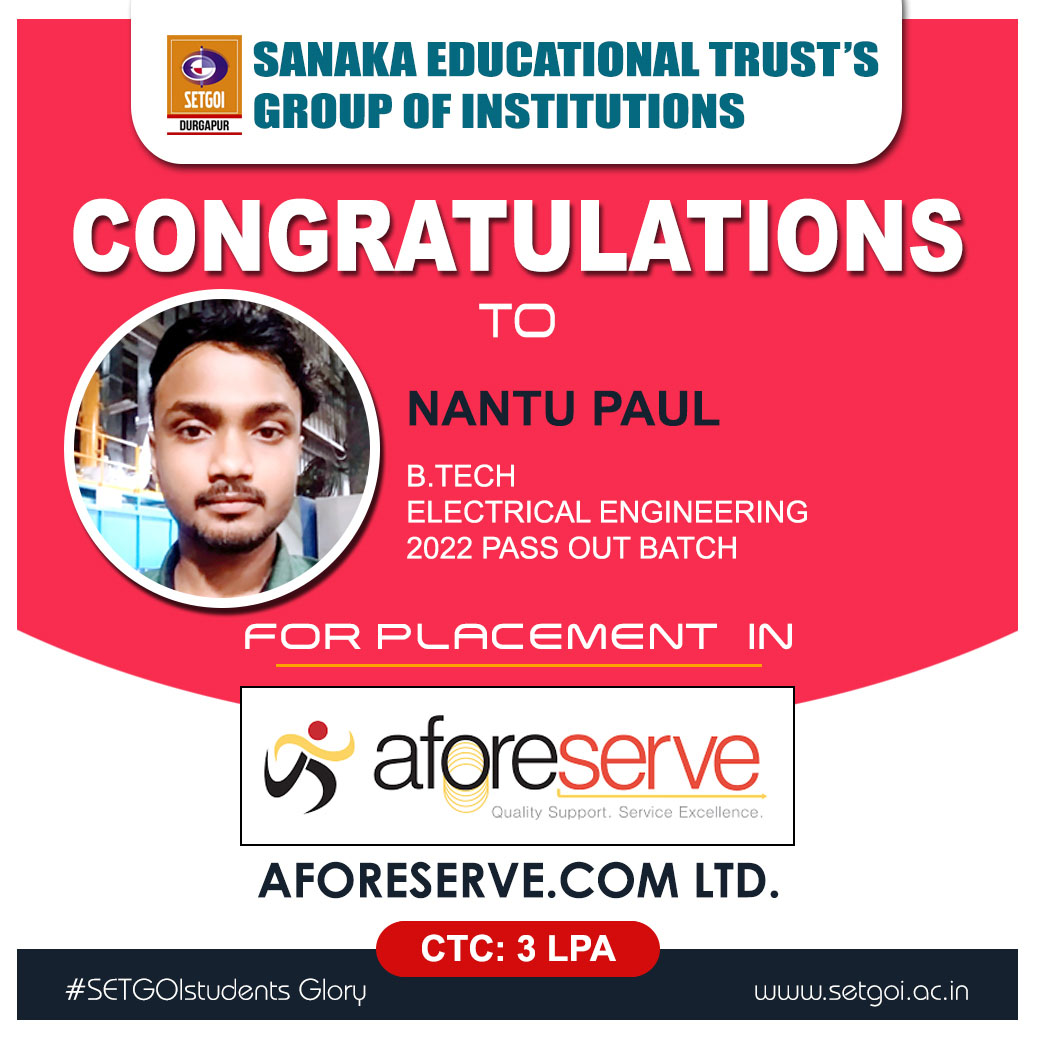 SETGOI
DURGAPUR
SANAKA EDUCATIONAL TRUST'S
GROUP OF INSTITUTIONS
CONGRATULATIONS
TO
NANTU PAUL
B.TECH
ELECTRICAL ENGINEERING
2022 PASS OUT BATCH
FOR PLACEMENT IN
aforeserve
Quality Support. Service Excellence.
AFORESERVE.COM LTD.
CTC: 3 LPA
#SETGOIstudents Glory
www.setgoi.ac.in